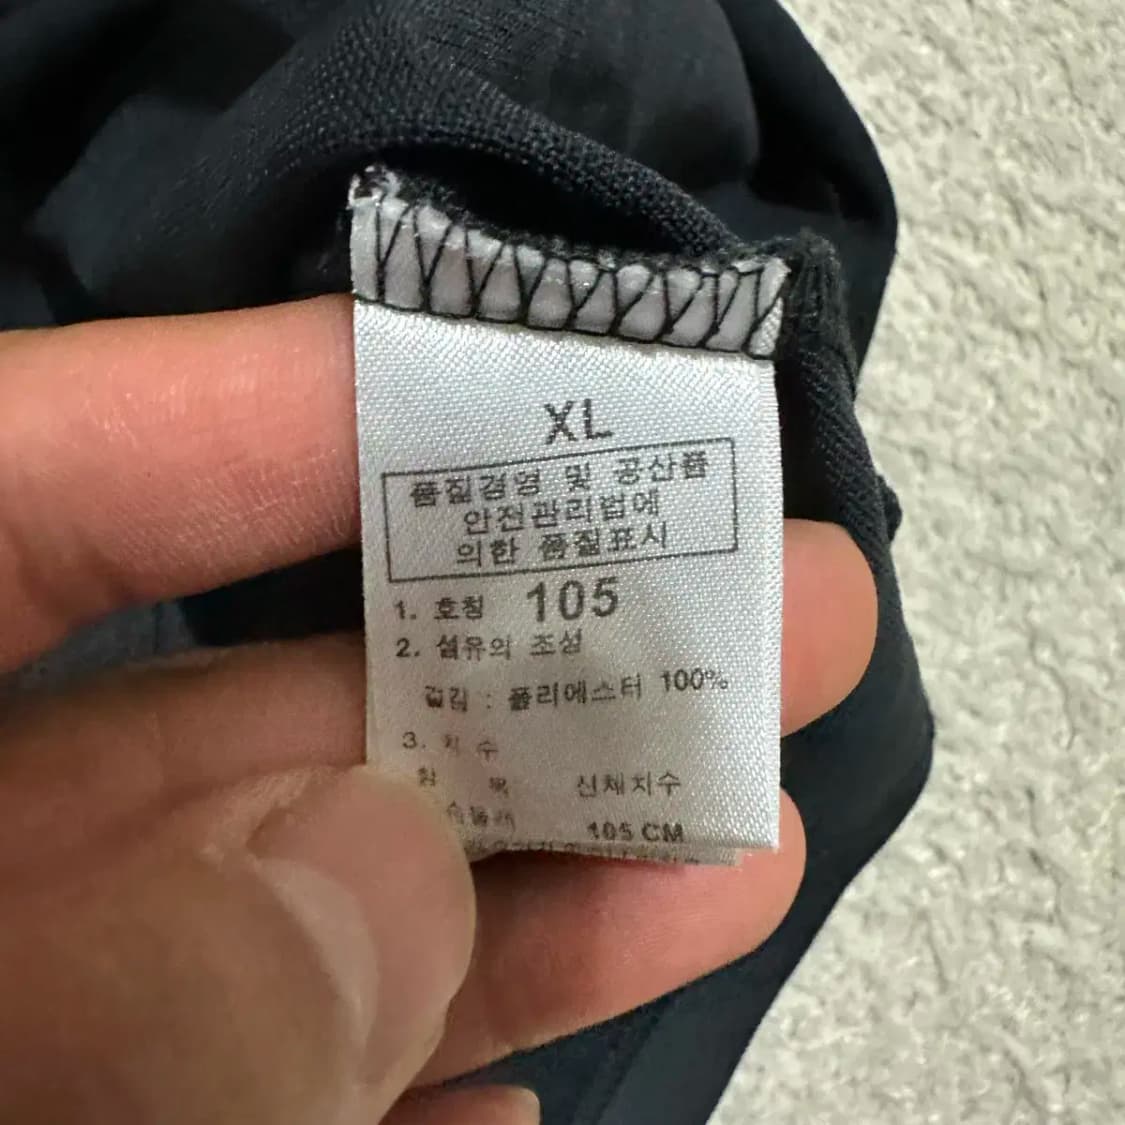 XL
품질경영 및 공산품
안전관리법에
의한 품질표시
1. 호칭 105
2. 섬유의 조성
겉감 : 폴리에스터 100%
3. 치수
항 목 신체치수
105 CM